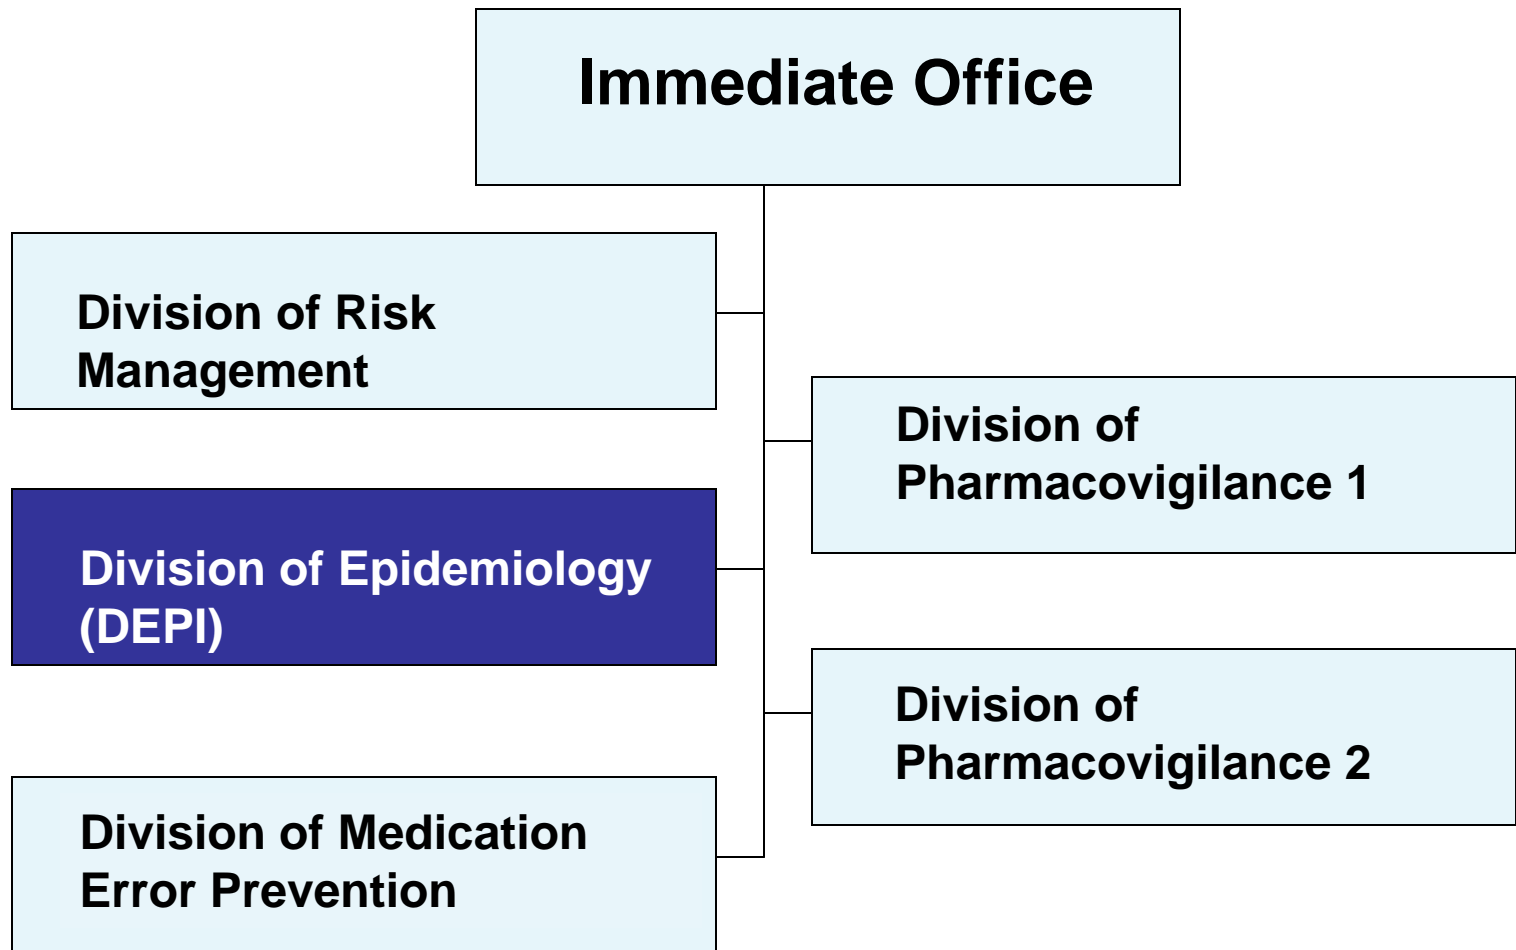 Immediate Office
Division of Risk
Management
Division of
Pharmacovigilance 1
Division of Epidemiology
(DEPI)
Division of
Pharmacovigilance 2
Division of Medication
Error Prevention